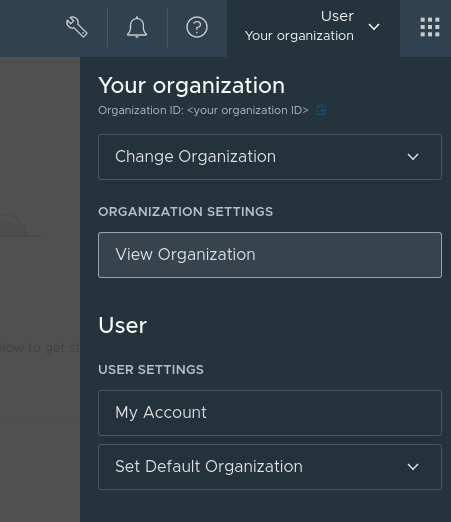 User
Your organization
Your organization
Organization ID: <your organization ID>
Change Organization
ORGANIZATION SETTINGS
View Organization
User
elow to get st
USER SETTINGS
My Account
Set Default Organization